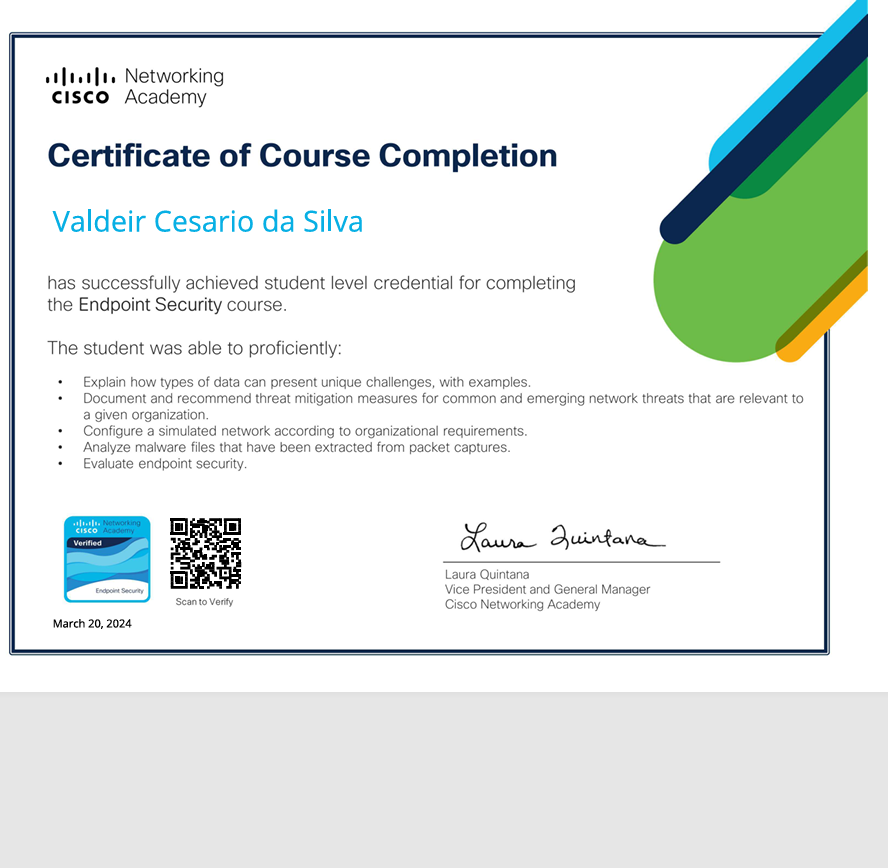 Networking
CISCO Academy
Certificate of Course Completion
Valdeir Cesario da Silva
has successfully achieved student level credential for completing
the Endpoint Security course.
The student was able to proficiently:
• Explain how types of data can present unique challenges, with examples.
• Document and recommend threat mitigation measures for common and emerging network threats that are relevant to
a given organization.
• Configure a simulated network according to organizational requirements.
• Analyze malware files that have been extracted from packet captures.
• Evaluate endpoint security.
Networking
CISCO Academy
Verified
Endpoint Security
Scan to Verify
March 20, 2024
Laura Quintana
Laura Quintana
Vice President and General Manager
Cisco Networking Academy